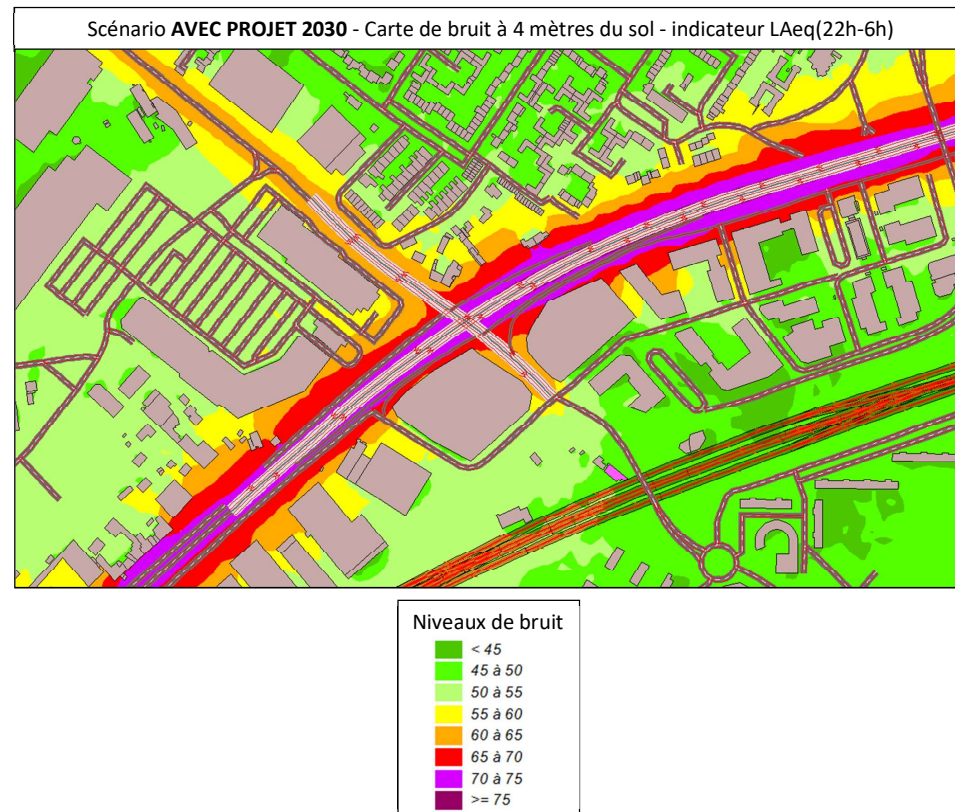 Scénario AVEC PROJET 2030 - Carte de bruit à 4 mètres du sol - indicateur LAeq(22h-6h)
Niveaux de bruit
< 45
45 à 50
50 à 55
55 à 60
60 à 65
65 à 70
70 à 75
>= 75